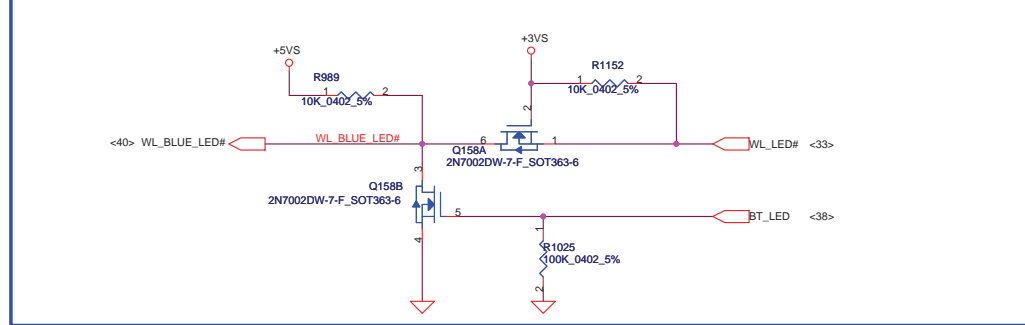 +3VS
+5VS
R989
R1152
1
2
1
2
10K_0402_5%
10K_0402_5%
2
<40>
WL_BLUE_LED#
WL_BLUE_LED#
6
1
WL_LED#
<33>
Q158A
2N7002DW-7-F_SOT363-6
3
Q158B
2N7002DW-7-F_SOT363-6
5
BT_LED
<38>
4
1
R1025
100K_0402_5%
2